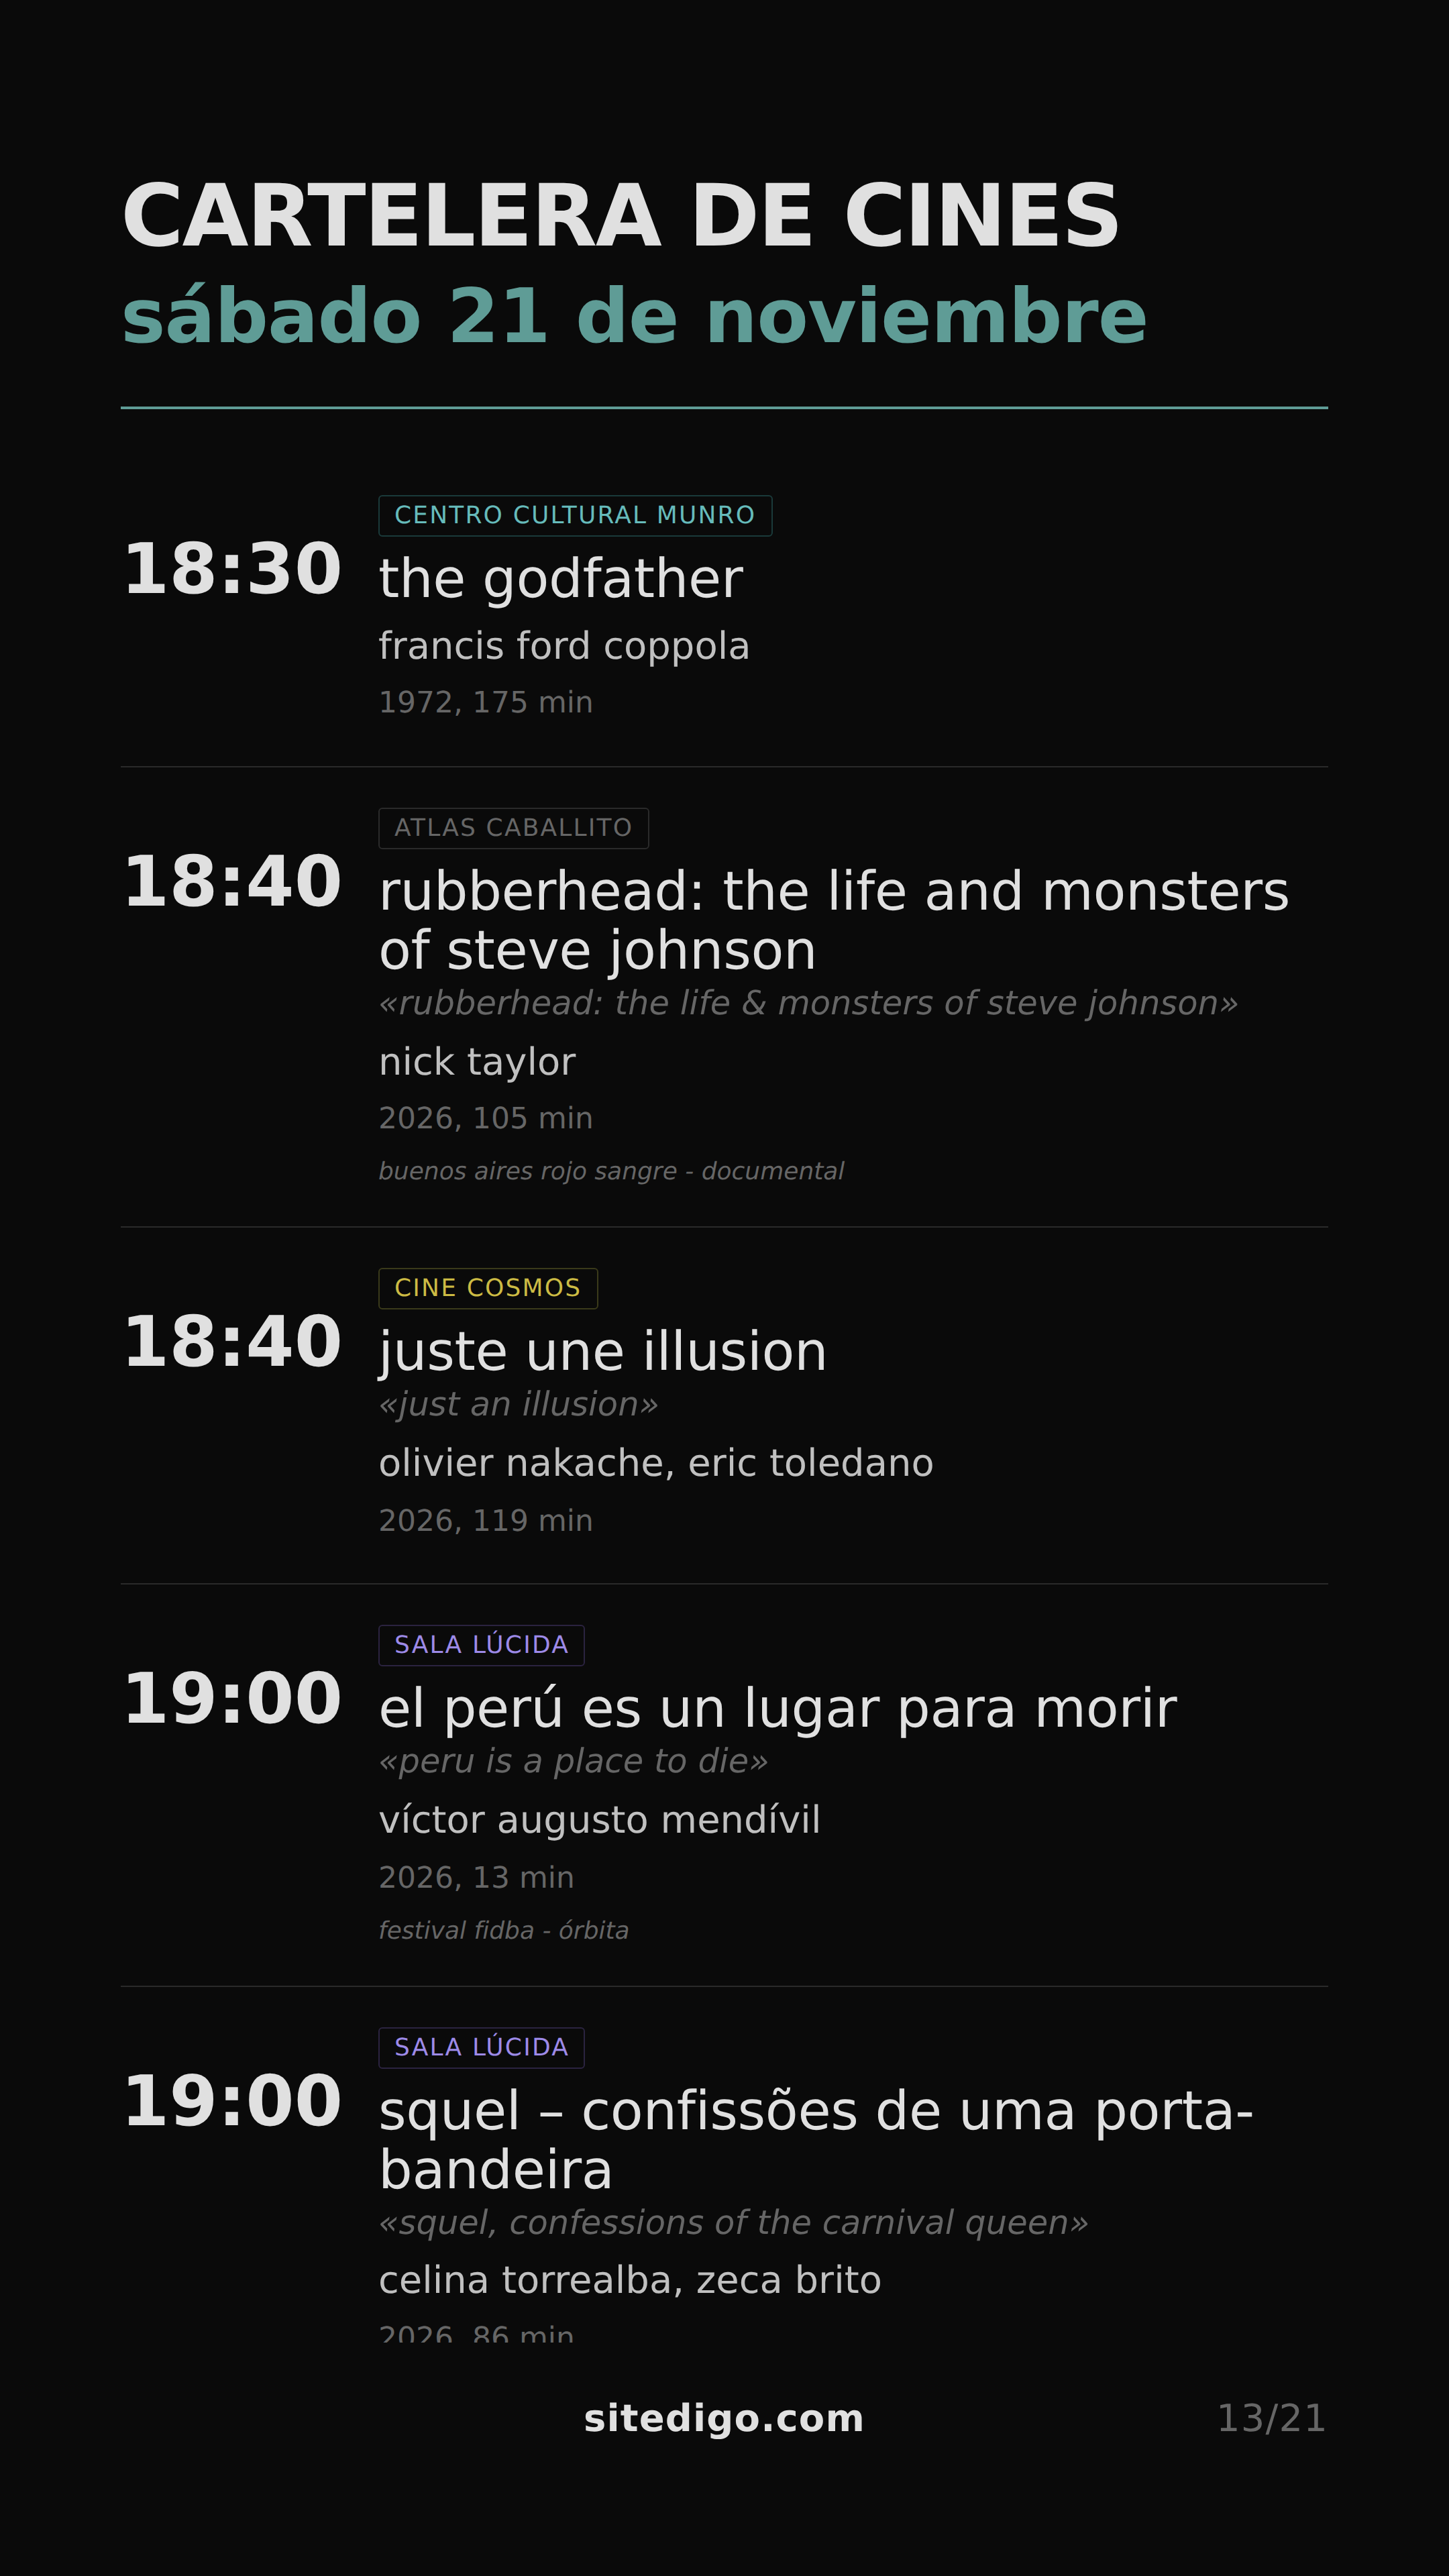 CARTELERA DE CINES
sábado 21 de noviembre
CENTRO CULTURAL MUNRO
18:30
the godfather
francis ford coppola
1972, 175 min
ATLAS CABALLITO
18:40
rubberhead: the life and monsters
of steve johnson
«rubberhead: the life & monsters of steve johnson»
nick taylor
2026, 105 min
buenos aires rojo sangre - documental
CINE COSMOS
18:40
juste une illusion
«just an illusion»
olivier nakache, eric toledano
2026, 119 min
SALA LÚCIDA
19:00
el perú es un lugar para morir
«peru is a place to die»
víctor augusto mendívil
2026, 13 min
festival fidba - órbita
SALA LÚCIDA
19:00
squel – confissões de uma porta-
bandeira
«squel, confessions of the carnival queen»
celina torrealba, zeca brito
2026, 86 min
sitedigo.com
13/21